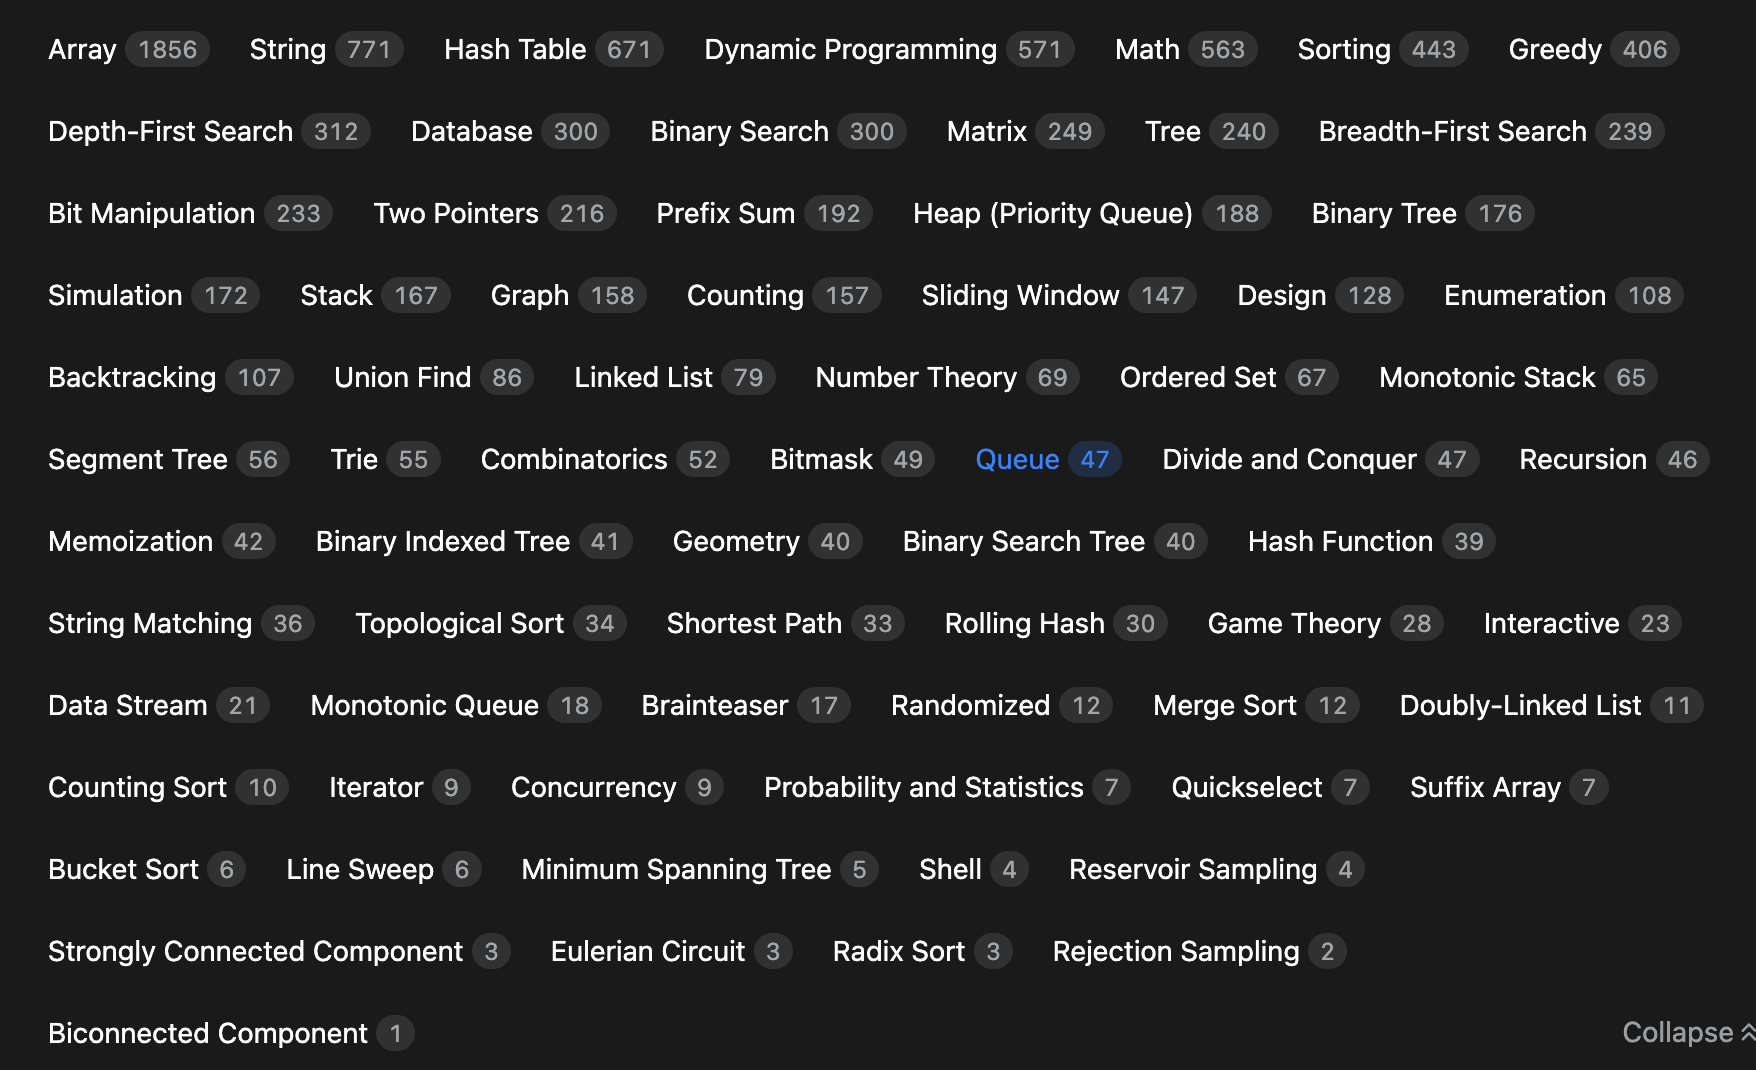 Array 1856 String 771 Hash Table 671 Dynamic Programming 571 Math 563 Sorting 443 Greedy 406
Depth-First Search 312 Database 300 Binary Search 300 Matrix 249 Tree 240 Breadth-First Search 239
Bit Manipulation 233 Two Pointers 216 Prefix Sum 192 Heap (Priority Queue) 188 Binary Tree 176
Simulation 172 Stack 167 Graph 158 Counting 157 Sliding Window 147 Design 128 Enumeration 108
Backtracking 107 Union Find 86 Linked List 79 Number Theory 69 Ordered Set 67 Monotonic Stack 65
Segment Tree 56 Trie 55 Combinatorics 52 Bitmask 49 Queue 47 Divide and Conquer 47 Recursion 46
Memoization 42 Binary Indexed Tree 41 Geometry 40 Binary Search Tree 40 Hash Function 39
String Matching 36 Topological Sort 34 Shortest Path 33 Rolling Hash 30 Game Theory 28 Interactive 23
Data Stream 21 Monotonic Queue 18 Brainteaser 17 Randomized 12 Merge Sort 12 Doubly-Linked List 11
Counting Sort 10 Iterator 9 Concurrency 9 Probability and Statistics 7 Quickselect 7 Suffix Array 7
Bucket Sort 6 Line Sweep 6 Minimum Spanning Tree 5 Shell 4 Reservoir Sampling 4
Strongly Connected Component 3 Eulerian Circuit 3 Radix Sort 3 Rejection Sampling 2
Biconnected Component 1 Collapse